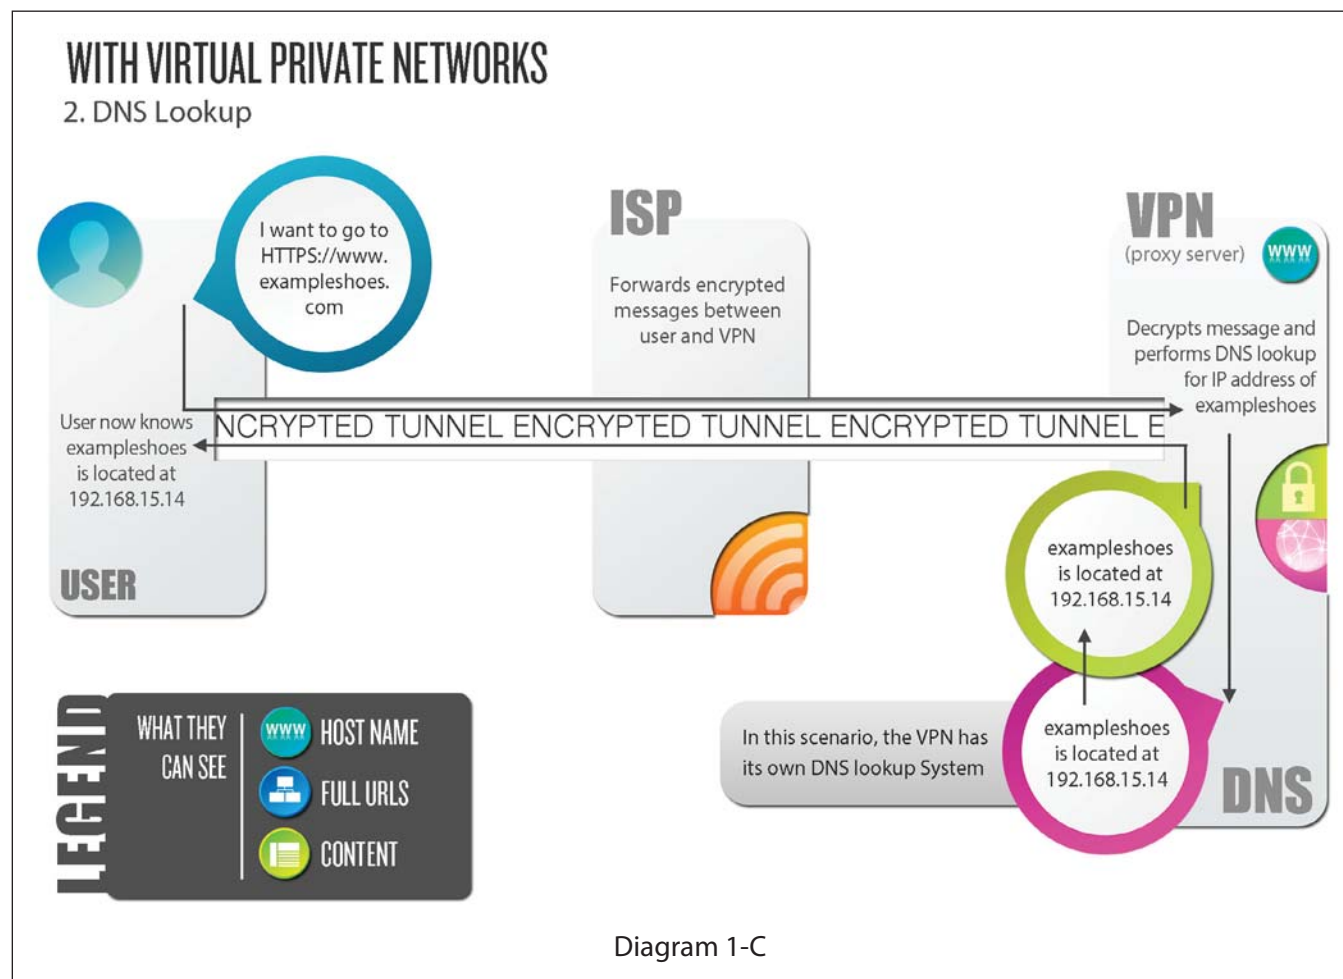 WITH VIRTUAL PRIVATE NETWORKS
2. DNS Lookup
I want to go to
HTTPS://www.
exampleshoes.
com
User now knows
exampleshoes
is located at
192.168.15.14
USER
ISP
Forwards encrypted
messages between
user and VPN
NCRYPTED TUNNEL ENCRYPTED TUNNEL ENCRYPTED TUNNEL E
VPN
(proxy server)
www
Decrypts message and
performs DNS lookup
for IP address of
exampleshoes
exampleshoes
is located at
192.168.15.14
exampleshoes
is located at
192.168.15.14
DNS
In this scenario, the VPN has
its own DNS lookup System
LEGEND
WHAT THEY
CAN SEE
www HOST NAME
FULL URLS
CONTENT
Diagram 1-C